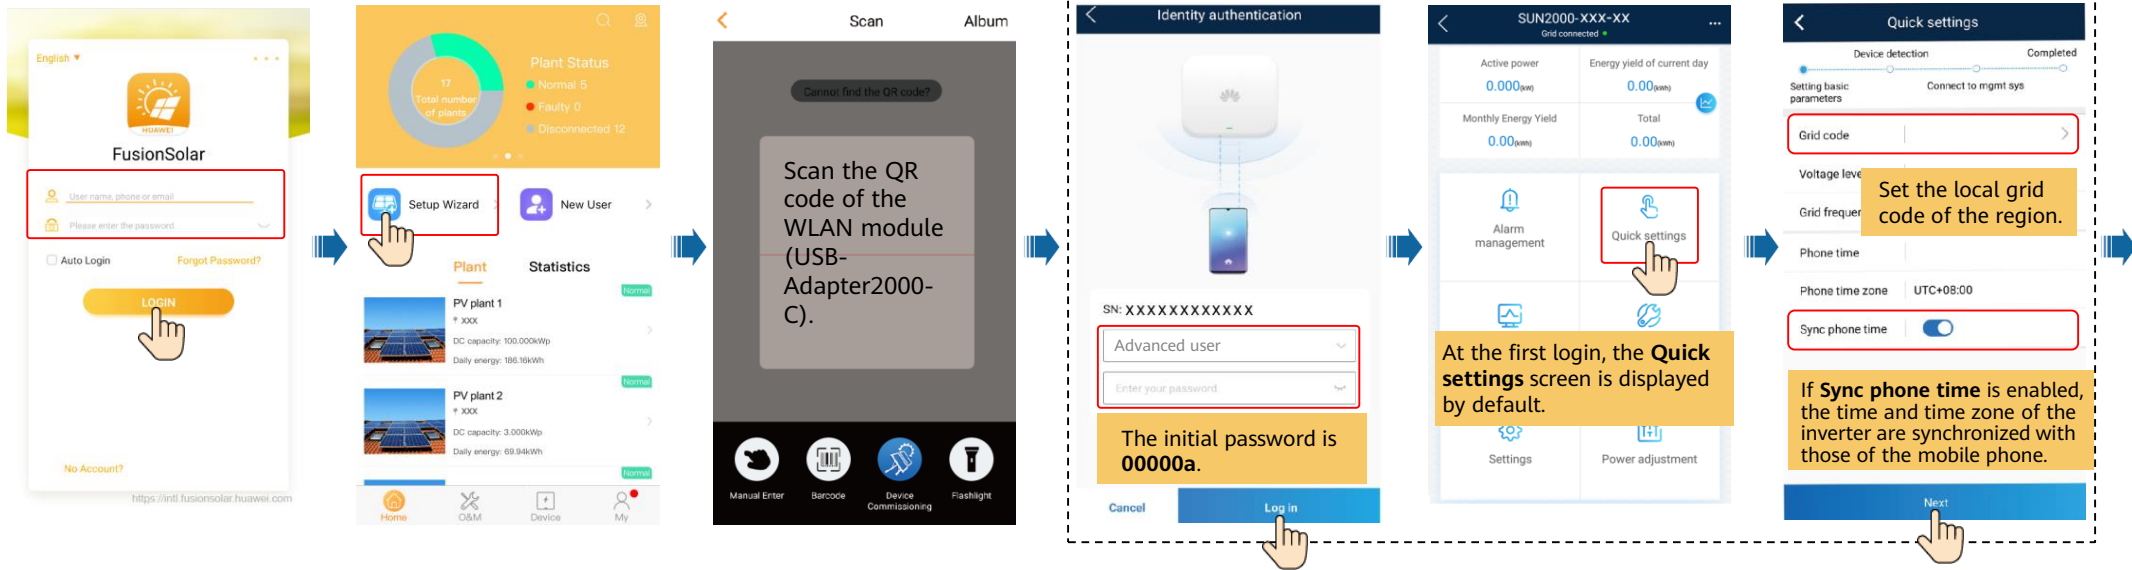 English
HUAWEI
FusionSolar
User name, phone or email
Please enter the password
Auto Login
Forgot Password?
LOGIN
No Account?
https://intl.fusionsolar.huawei.com
17
Total number
of plants
Plant Status
Normal 5
Faulty 0
Disconnected 12
Setup Wizard
New User
Plant
Statistics
Normal
PV plant 1
XXX
DC capacity: 100.000kWp
Daily energy: 186.16kWh
Normal
PV plant 2
XXX
DC capacity: 3.000kWp
Daily energy: 69.94kWh
Normal
Home
O&M
Device
My
Scan
Album
Cannot find the QR code?
Scan the QR
code of the
WLAN module
(USB-
Adapter2000-
C).
Manual Enter
Barcode
Device
Commissioning
Flashlight
Identity authentication
SN: XXXXXXXXXXXX
Advanced user
Enter your password
The initial password is
00000a.
Cancel
Log in
SUN2000-XXX-XX
Grid connected
Active power
0.000(kW)
Energy yield of current day
0.00(kWh)
Monthly Energy Yield
0.00(kWh)
Total
0.00(kWh)
Alarm
management
Quick settings
At the first login, the Quick
settings screen is displayed
by default.
Settings
Power adjustment
Quick settings
Device detection
Completed
Setting basic
parameters
Connect to mgmt sys
Grid code
Voltage leve
Grid frequer
Set the local grid
code of the region.
Phone time
Phone time zone
UTC+08:00
Sync phone time
If Sync phone time is enabled,
the time and time zone of the
inverter are synchronized with
those of the mobile phone.
Next